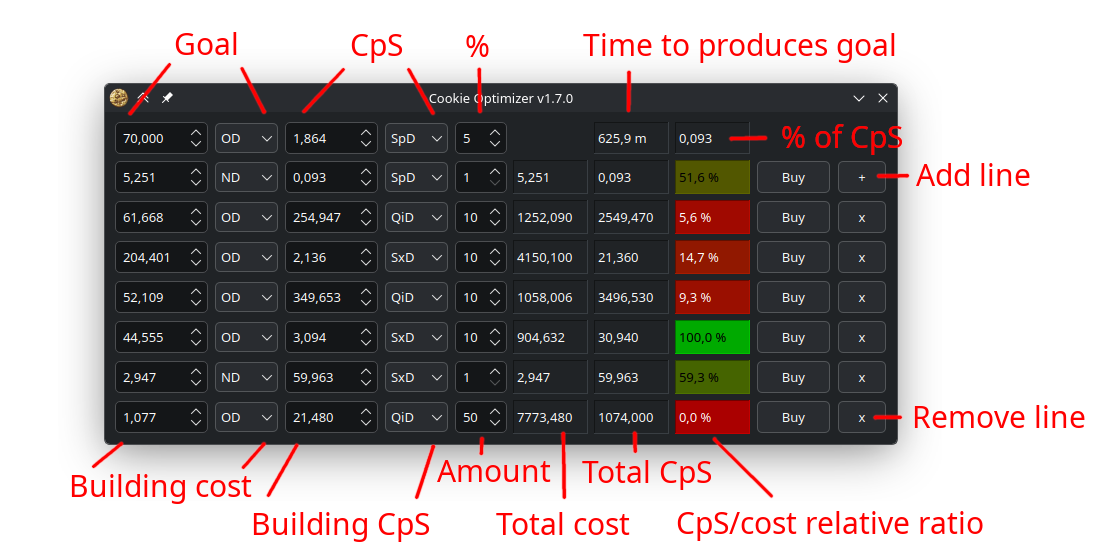 Goal CpS % Time to produces goal
Cookie Optimizer v1.7.0
70,000 OD 1,864 SpD 5 625,9 m 0,093 % of CpS
5,251 ND 0,093 SpD 1 5,251 0,093 51,6 % Buy + Add line
61,668 OD 254,947 QiD 10 1252,090 2549,470 5,6 % Buy x
204,401 OD 2,136 SxD 10 4150,100 21,360 14,7 % Buy x
52,109 OD 349,653 QiD 10 1058,006 3496,530 9,3 % Buy x
44,555 OD 3,094 SxD 10 904,632 30,940 100,0 % Buy x
2,947 ND 59,963 SxD 1 2,947 59,963 59,3 % Buy x
1,077 OD 21,480 QiD 50 7773,480 1074,000 0,0 % Buy x Remove line
Building cost Amount Total CpS
Building CpS Total cost CpS/cost relative ratio